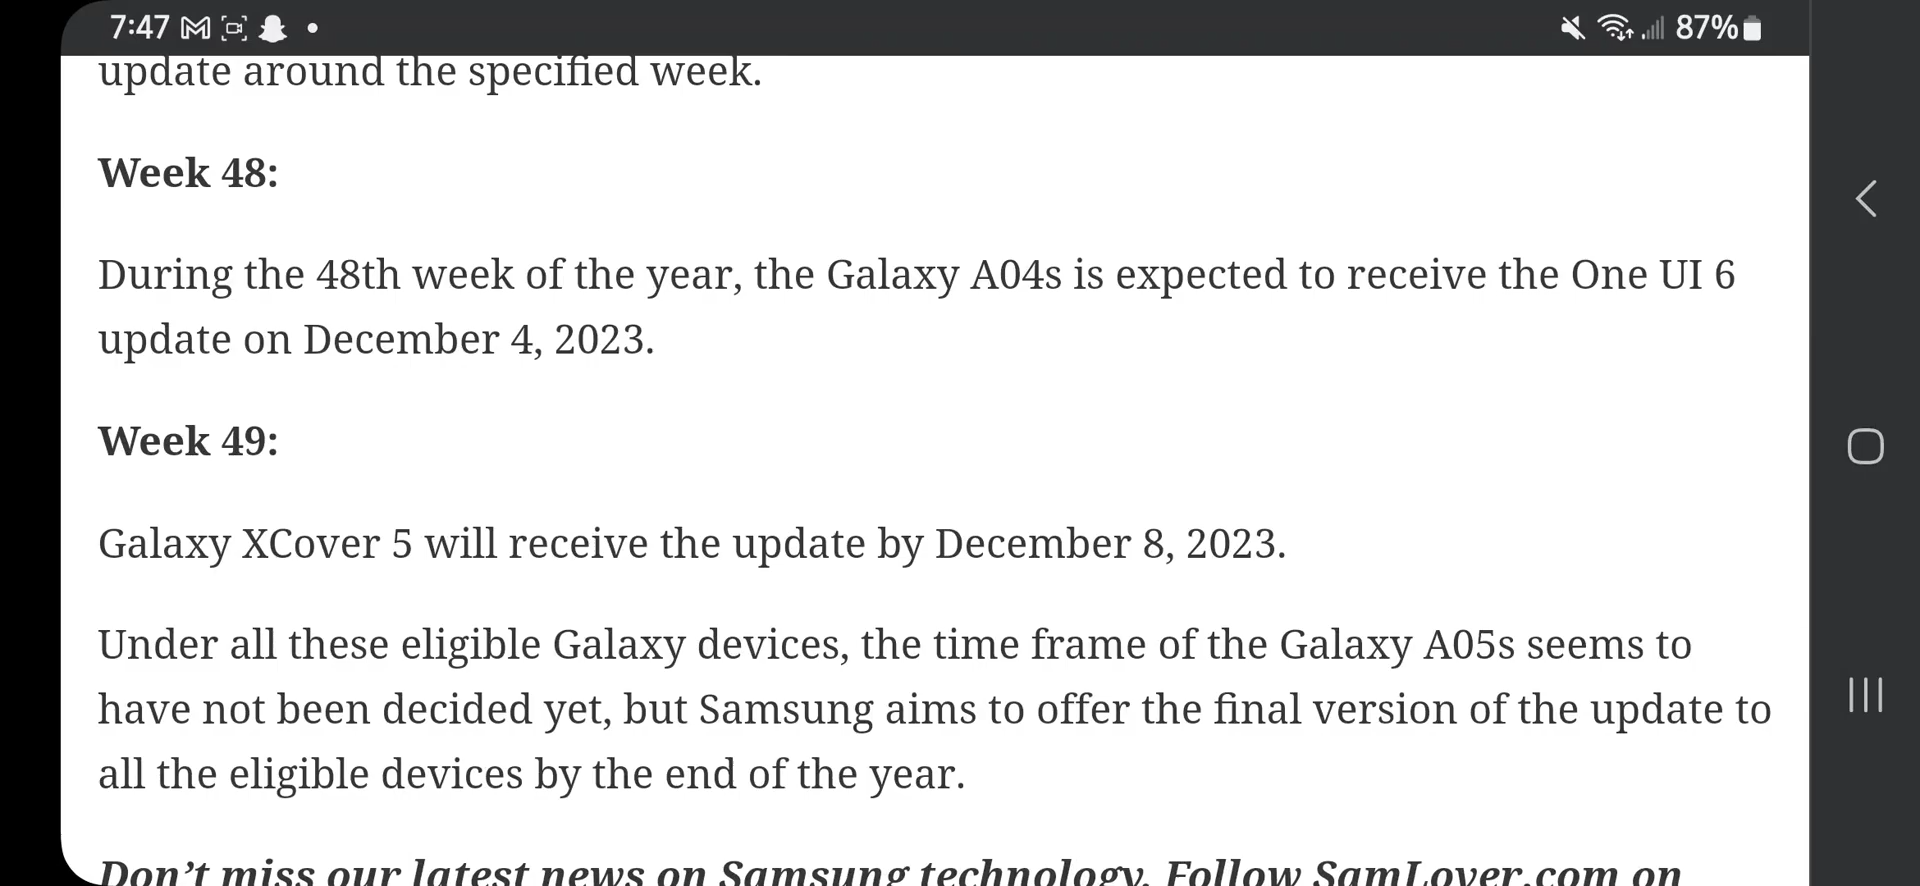 7:47 87%
update around the specified week.
Week 48:
During the 48th week of the year, the Galaxy A04s is expected to receive the One UI 6
update on December 4, 2023.
Week 49:
Galaxy XCover 5 will receive the update by December 8, 2023.
Under all these eligible Galaxy devices, the time frame of the Galaxy A05s seems to
have not been decided yet, but Samsung aims to offer the final version of the update to
all the eligible devices by the end of the year.
Don’t miss our latest news on Samsung technology. Follow SamLover.com on